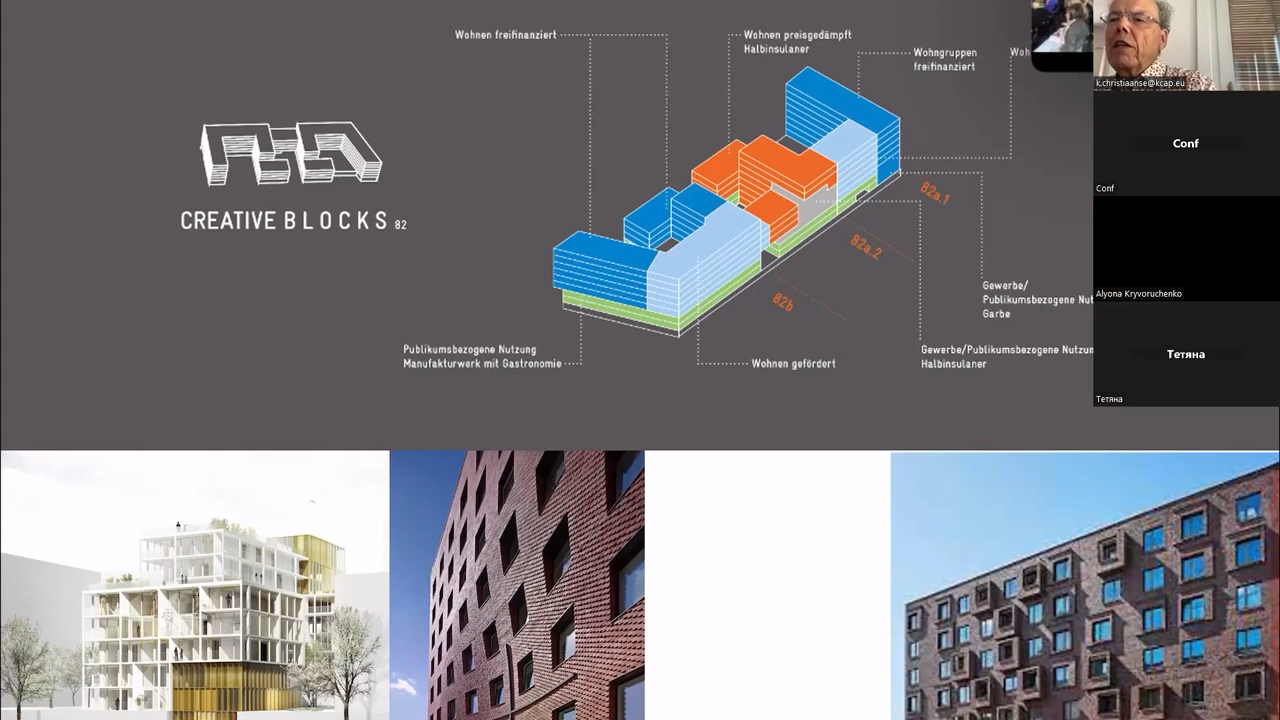 Wohnen freifinanziert
Wohnen preisgedämpft
Halbinsulaner
Wohngruppen
freifinanziert
Woh
CREATIVE BLOCKS 82
82a.1
82a.2
82b
Gewerbe/
Publikumsbezogene Nut
Garbe
Publikumsbezogene Nutzung
Manufakturwerk mit Gastronomie
Wohnen gefördert
Gewerbe/Publikumsbezogene Nutzun
Halbinsulaner
k.christiaanse@kcap.eu
Conf
Conf
Alyona Kryvoruchenko
Тетяна
Тетяна